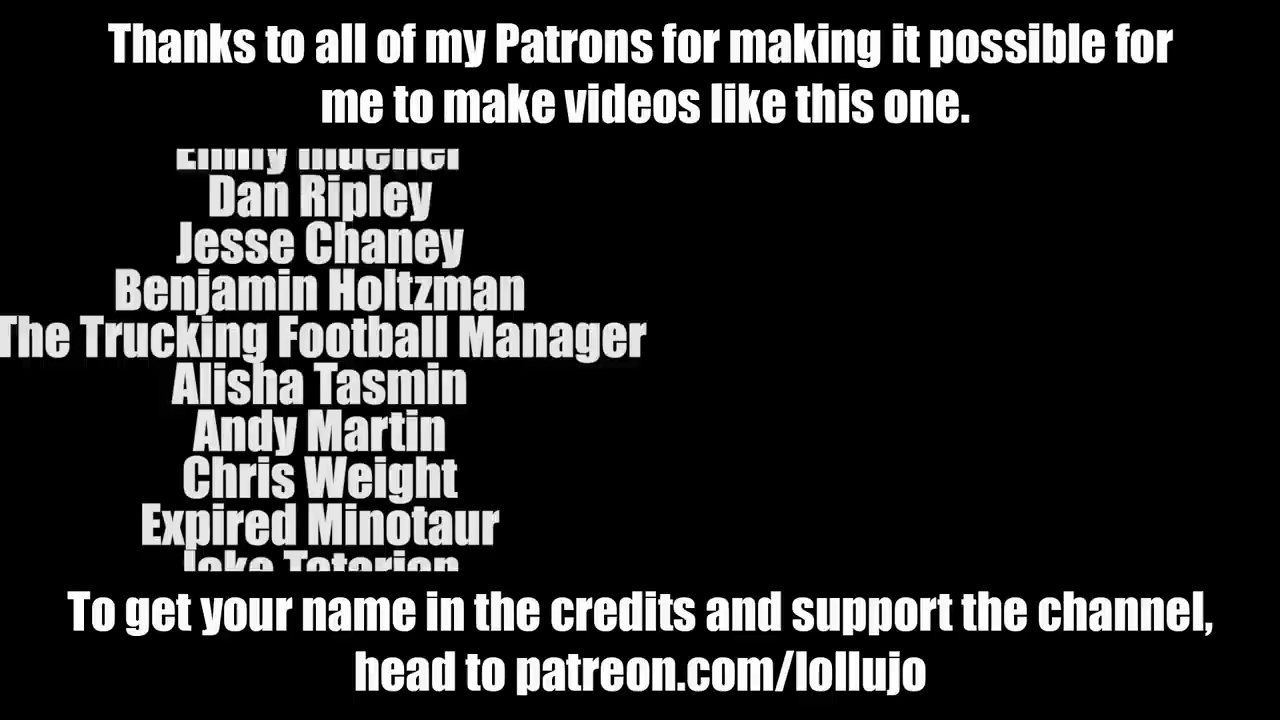 Thanks to all of my Patrons for making it possible for
me to make videos like this one.
Dan Ripley
Jesse Chaney
Benjamin Holtzman
The Trucking Football Manager
Alisha Tasmin
Andy Martin
Chris Weight
Expired Minotaur
To get your name in the credits and support the channel,
head to patreon.com/lollujo